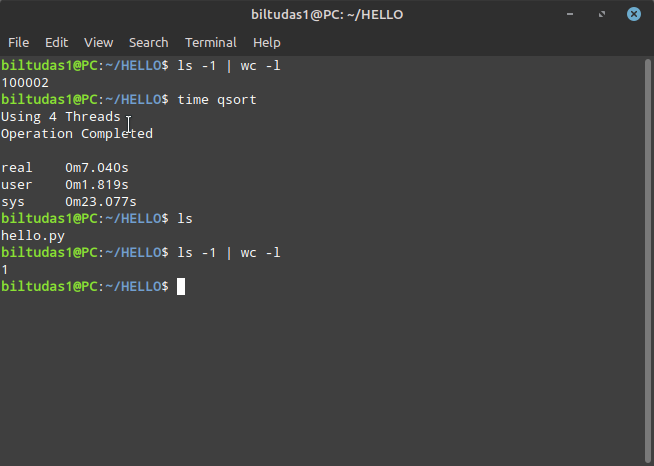 biltudas1@PC: ~/HELLO
File Edit View Search Terminal Help
biltudas1@PC:~/HELLO$ ls -1 | wc -l
100002
biltudas1@PC:~/HELLO$ time qsort
Using 4 Threads
Operation Completed
real 0m7.040s
user 0m1.819s
sys 0m23.077s
biltudas1@PC:~/HELLO$ ls
hello.py
biltudas1@PC:~/HELLO$ ls -1 | wc -l
1
biltudas1@PC:~/HELLO$